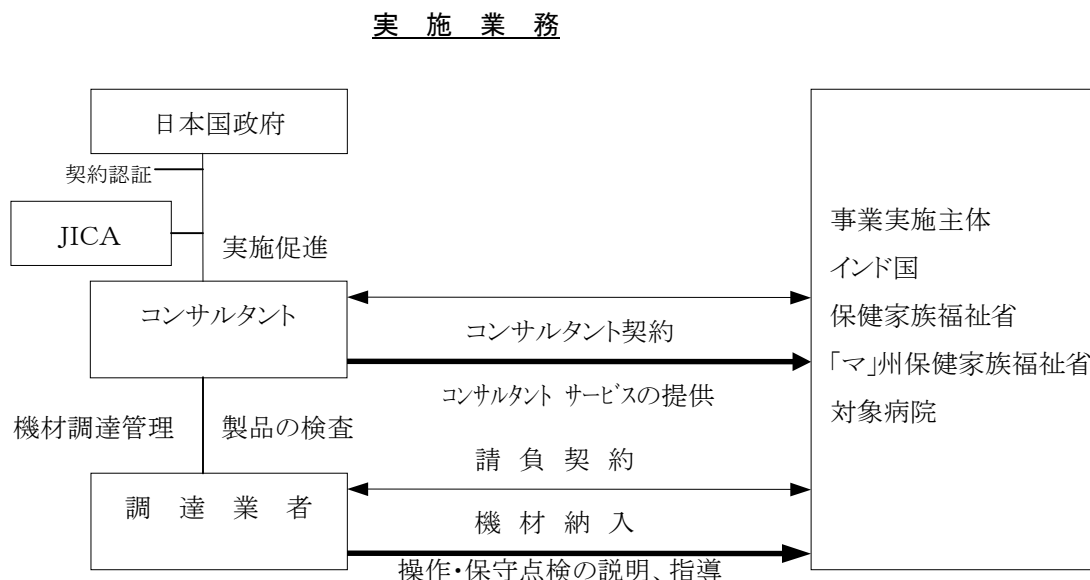 実 施 業 務
日本国政府
契約認証
JICA
実施促進
コンサルタント
コンサルタント契約
コンサルタント サービスの提供
機材調達管理
製品の検査
調 達 業 者
請 負 契 約
機 材 納 入
操作・保守点検の説明、指導
事業実施主体
インド国
保健家族福祉省
「マ」州保健家族福祉省
対象病院